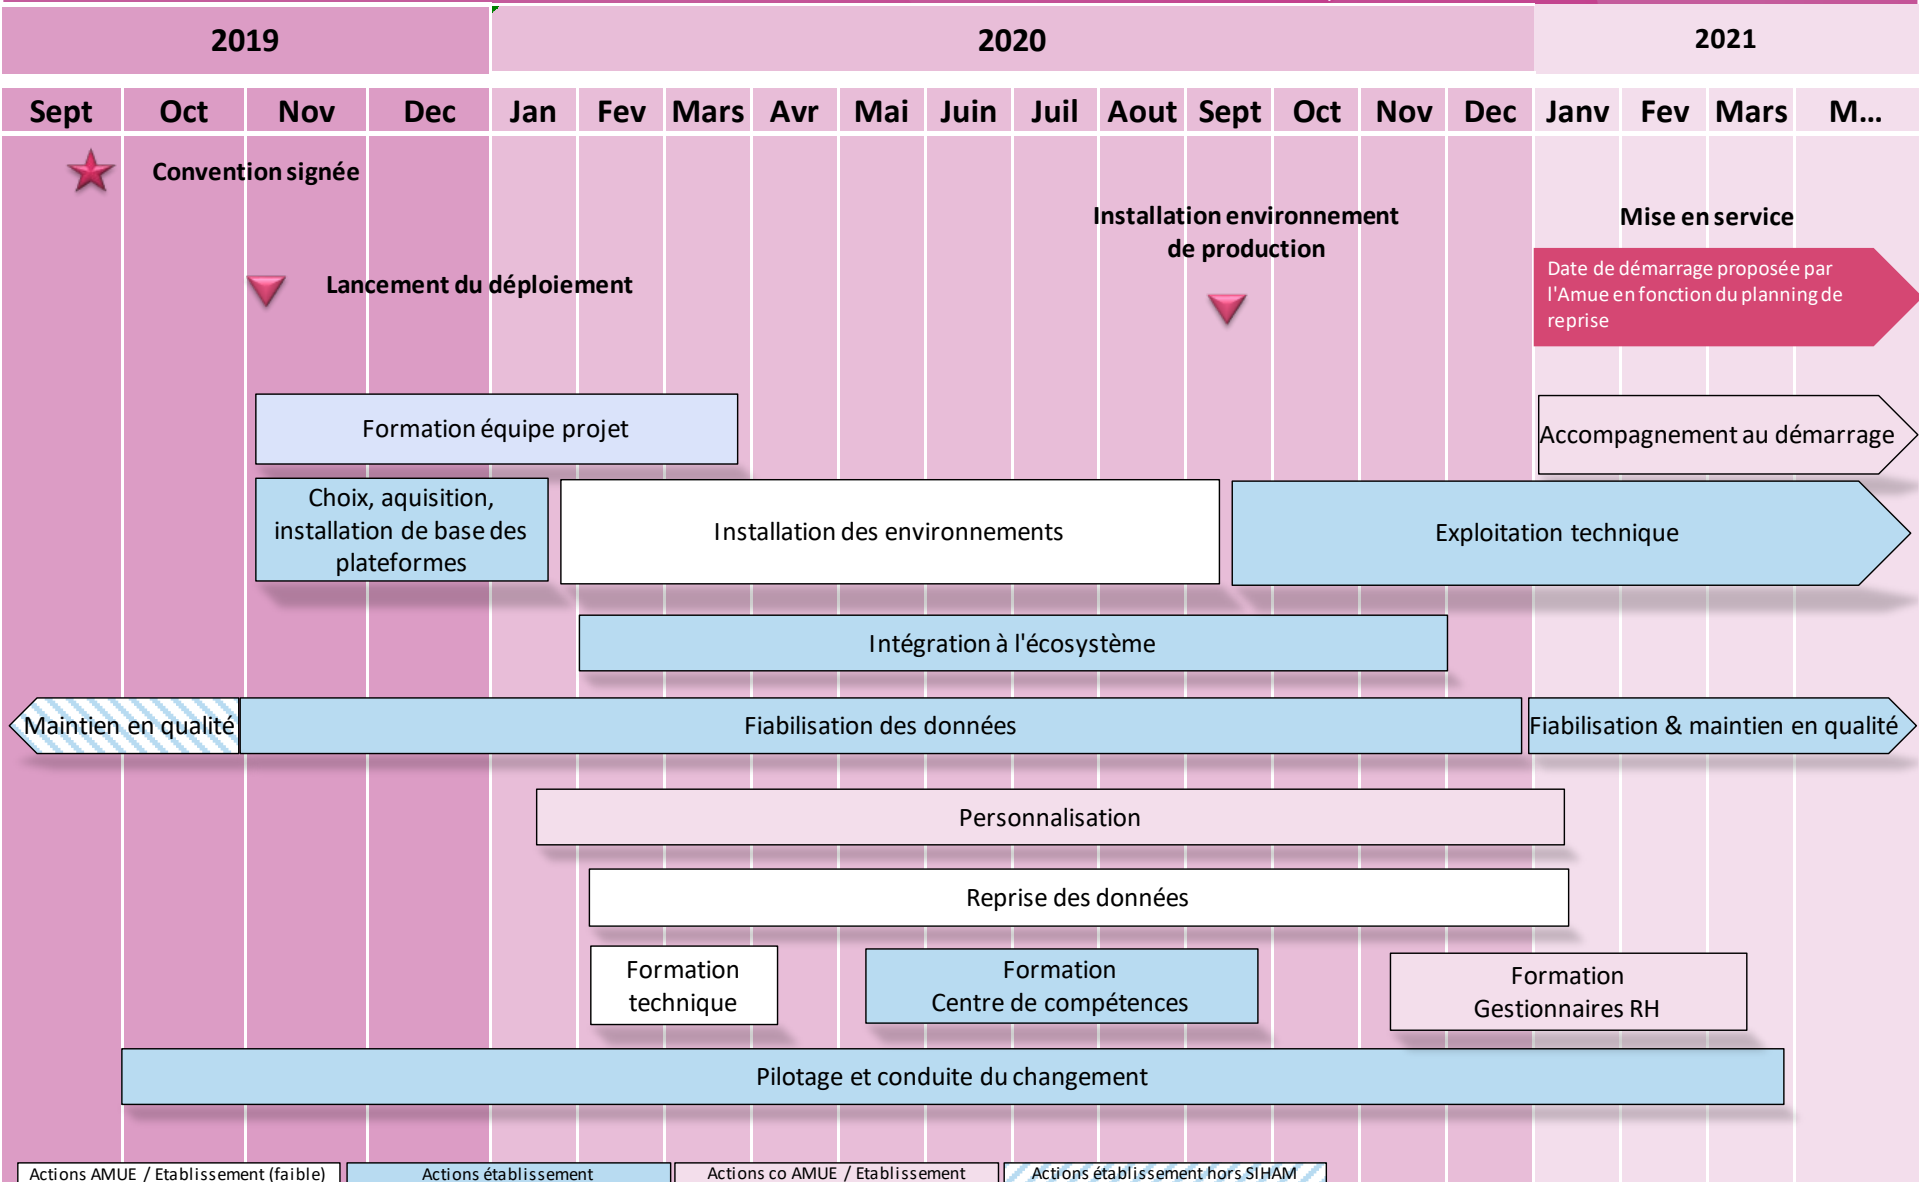 2019
2020
2021
Sept Oct Nov Dec Jan Fev Mars Avr Mai Juin Juil Aout Sept Oct Nov Dec Janv Fev Mars M...
Convention signée
Installation environnement
de production
Mise en service
Lancement du déploiement
Date de démarrage proposée par
l'Amue en fonction du planning de
reprise
Formation équipe projet
Accompagnement au démarrage
Choix, aquisition,
installation de base des
plateformes
Installation des environnements
Exploitation technique
Intégration à l'écosystème
Maintien en qualité
Fiabilisation des données
Fiabilisation & maintien en qualité
Personnalisation
Reprise des données
Formation
technique
Formation
Centre de compétences
Formation
Gestionnaires RH
Pilotage et conduite du changement
Actions AMUE / Etablissement (faible)
Actions établissement
Actions co AMUE / Etablissement
Actions établissement hors SIHAM